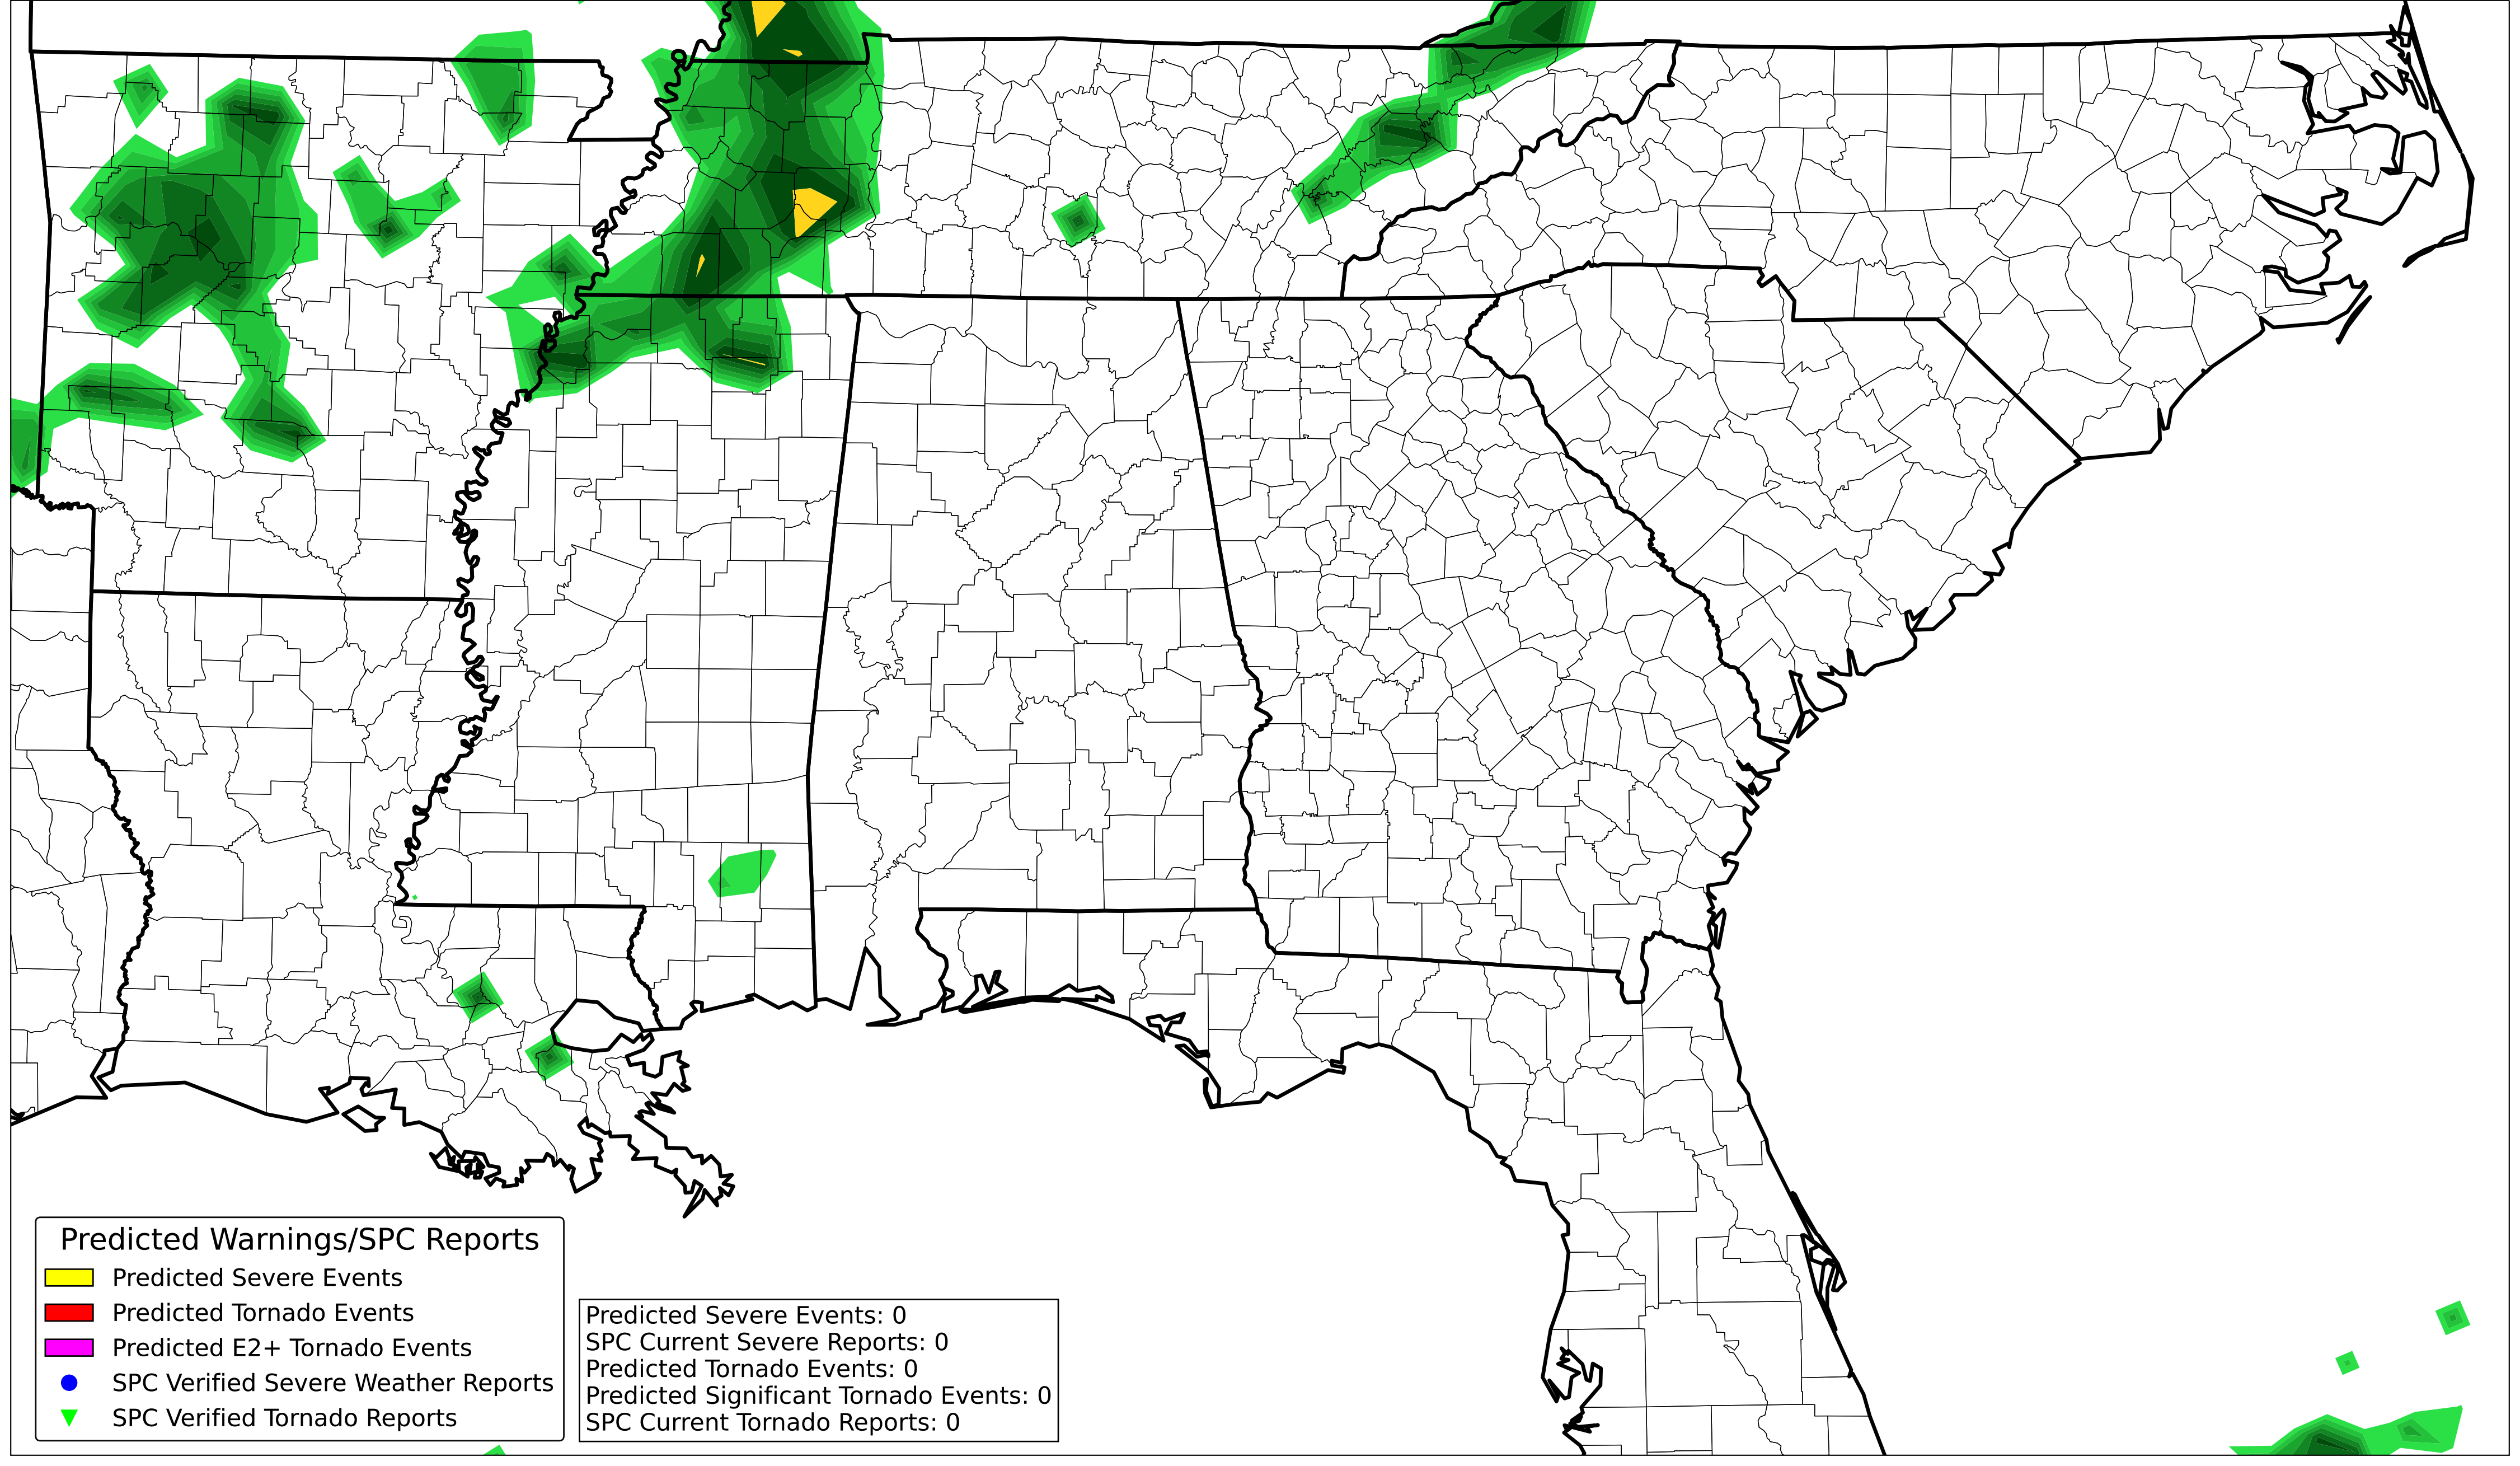 Predicted Warnings/SPC Reports
Predicted Severe Events
Predicted Tornado Events
Predicted E2+ Tornado Events
SPC Verified Severe Weather Reports
SPC Verified Tornado Reports
Predicted Severe Events: 0
SPC Current Severe Reports: 0
Predicted Tornado Events: 0
Predicted Significant Tornado Events: 0
SPC Current Tornado Reports: 0